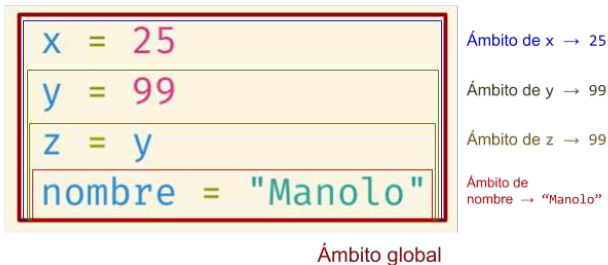 x = 25
Ámbito de x → 25
y = 99
Ámbito de y → 99
z = y
Ámbito de z → 99
nombre = "Manolo"
Ámbito de
nombre → “Manolo”
Ámbito global